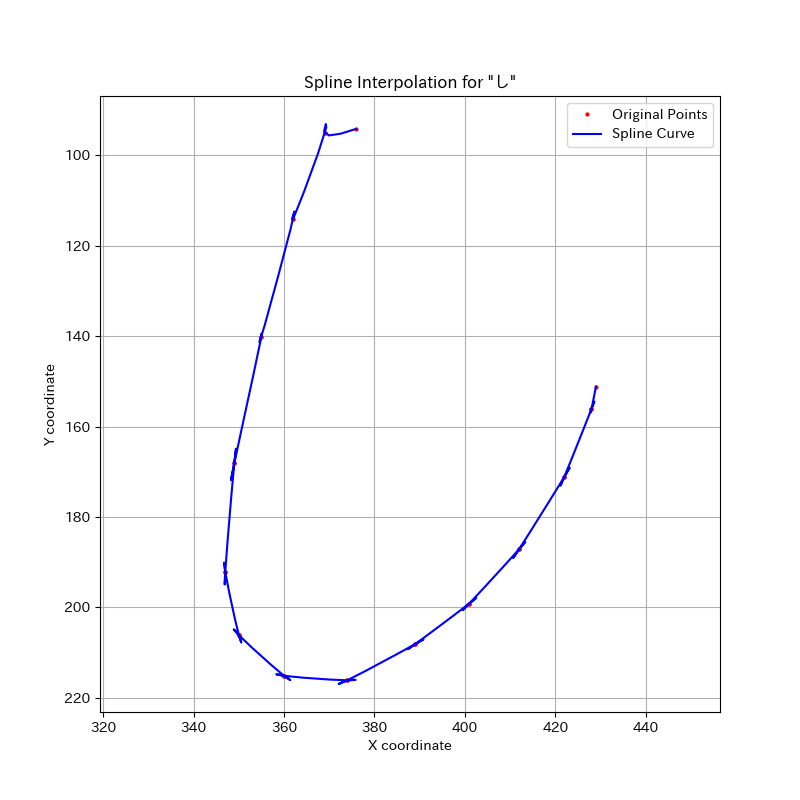 Spline Interpolation for "し"
Original Points
Spline Curve
Y coordinate
100
120
140
160
180
200
220
320 340 360 380 400 420 440
X coordinate